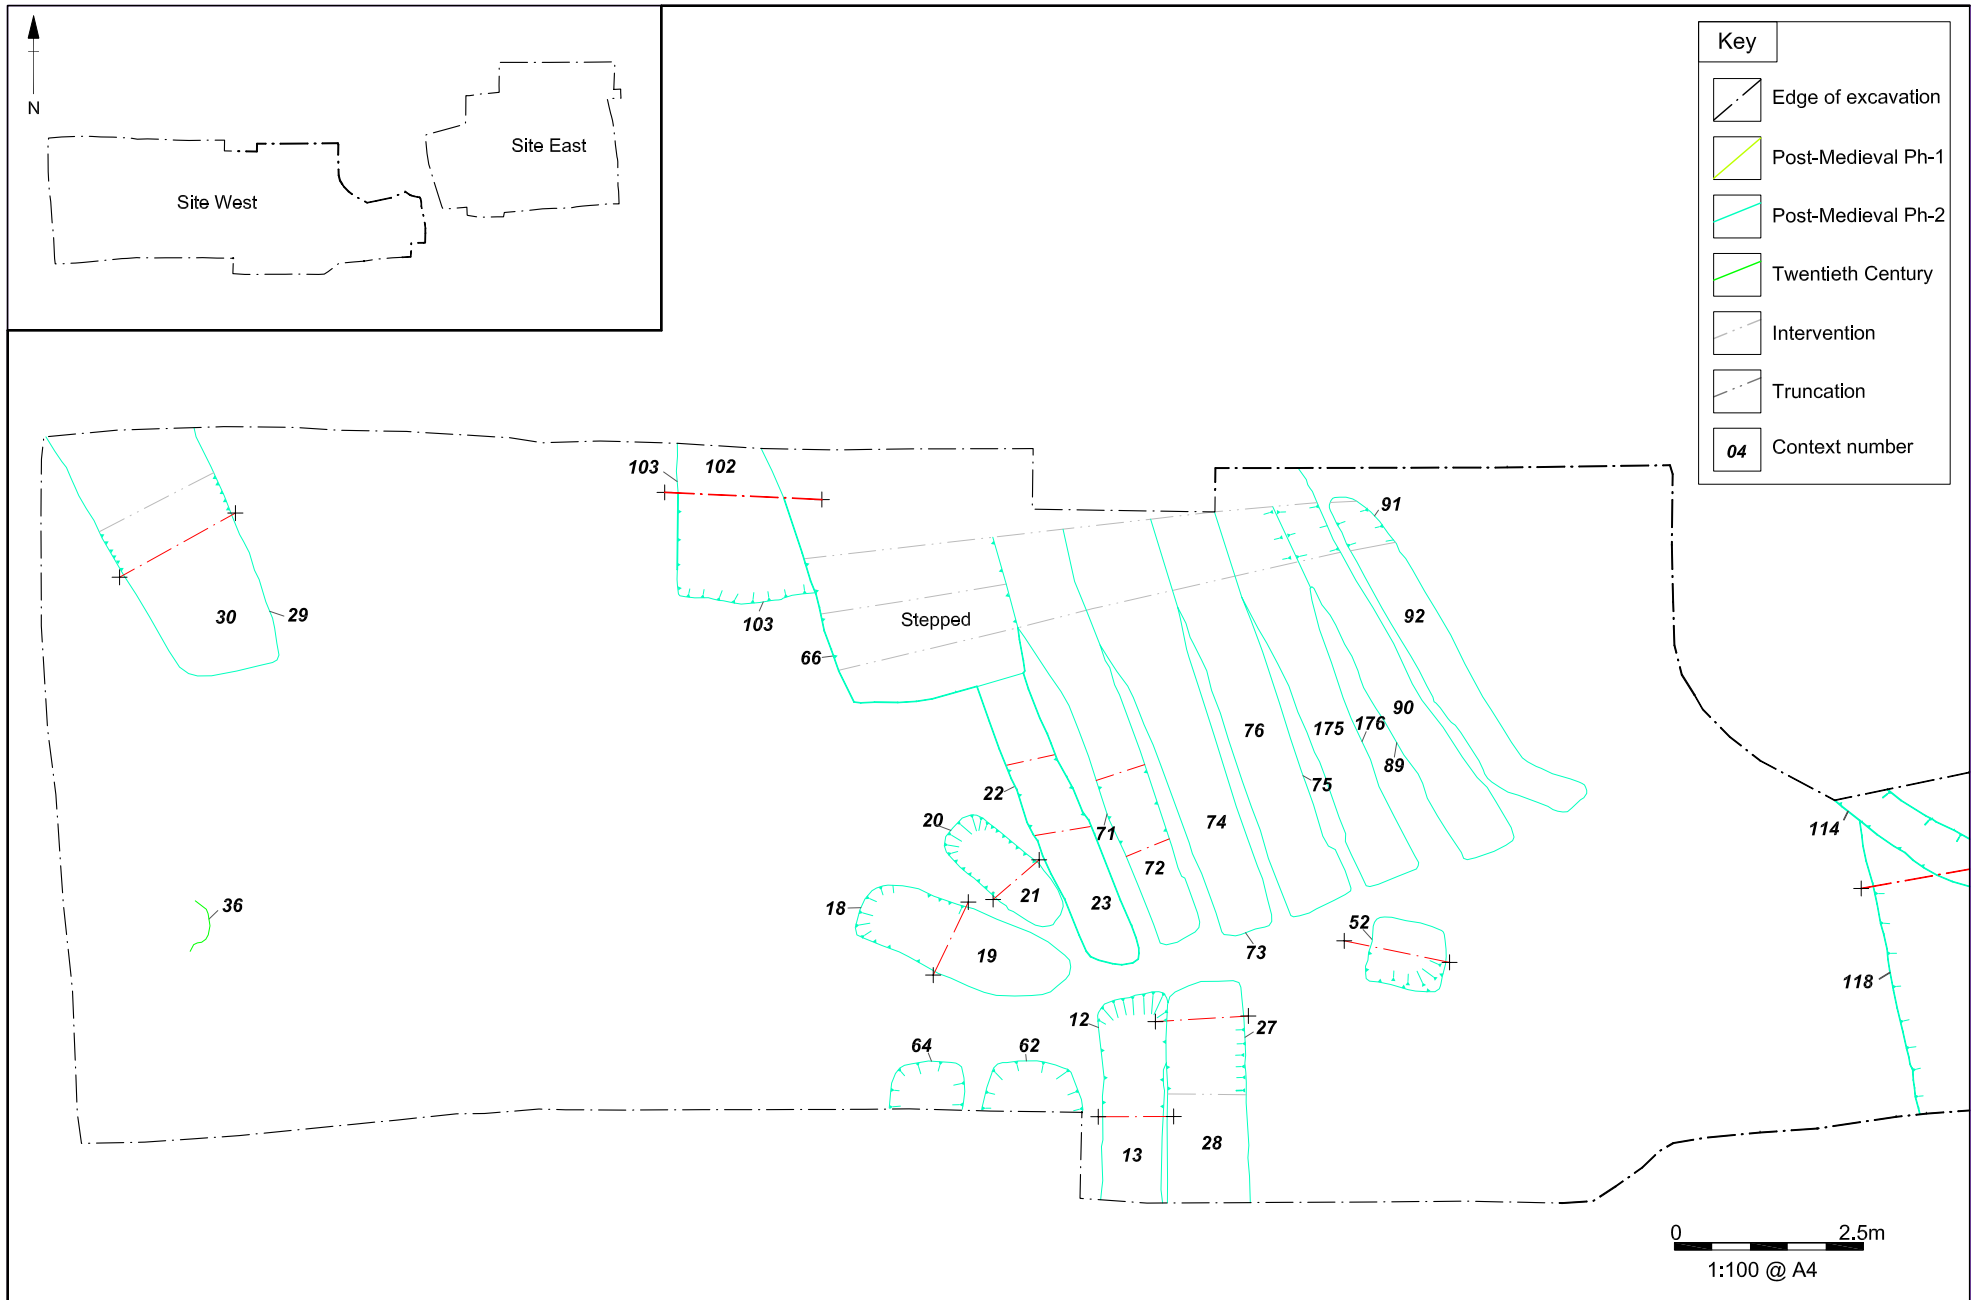 N
Site West
Site East
Key
Edge of excavation
Post-Medieval Ph-1
Post-Medieval Ph-2
Twentieth Century
Intervention
Truncation
04 Context number
103 102
91
30 29
103
Stepped
92
66
90
176
175
76
89
22
75
20
71
74
114
72
21
36
18
23
52
19
73
118
12
27
64
62
13
28
0 2.5m
1:100 @ A4